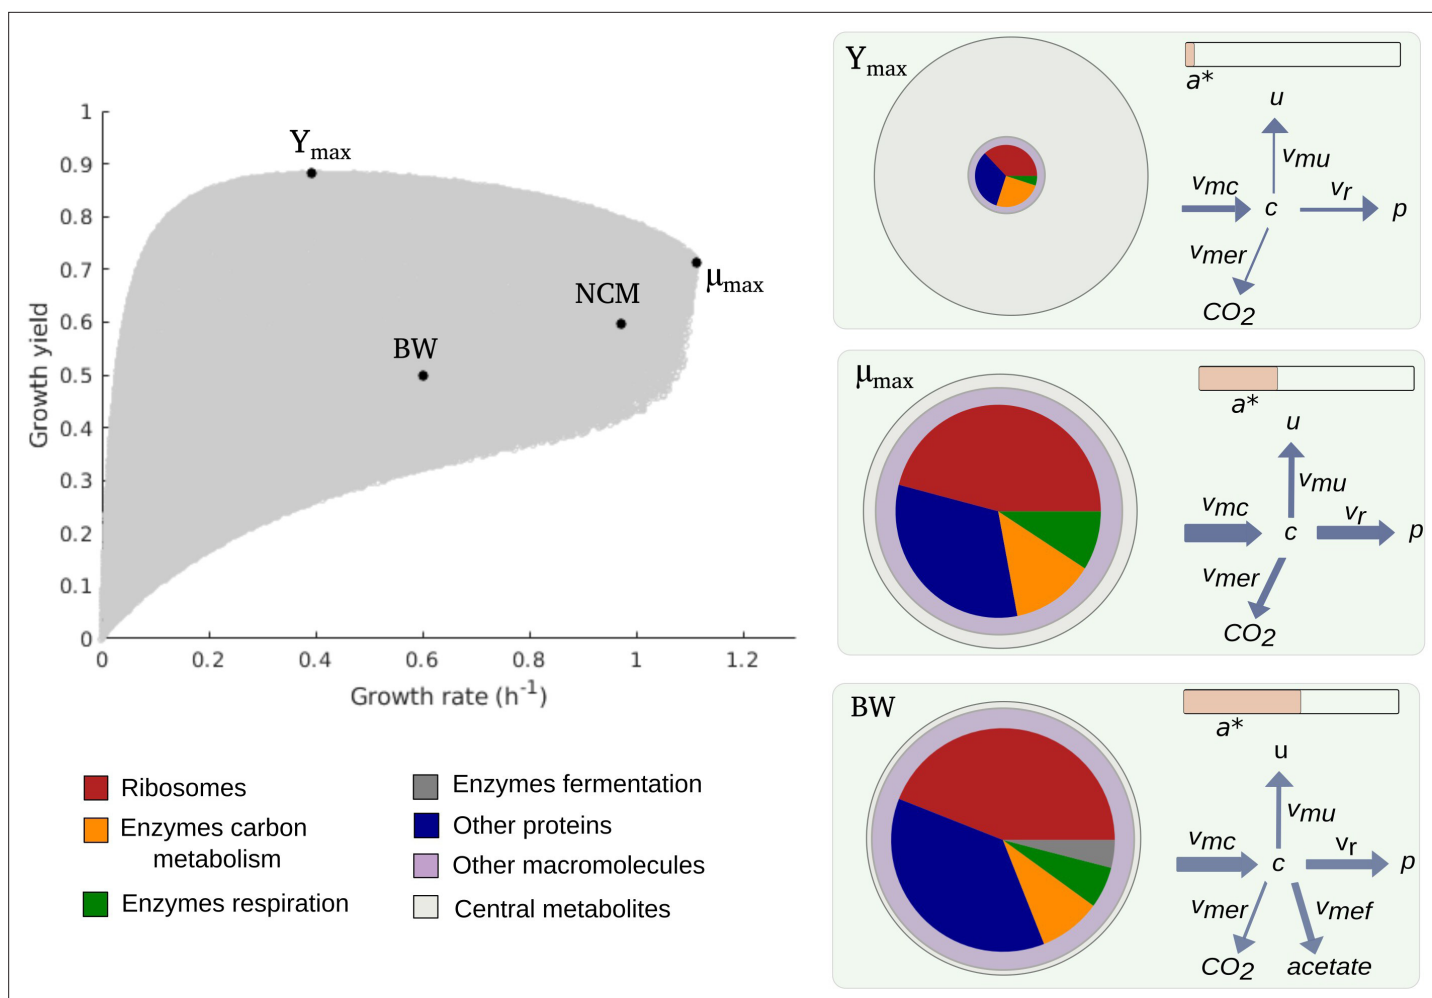 1
0.9
0.8
0.7
0.6
0.5
0.4
0.3
0.2
0.1
0
Growth yield
0
0.2
0.4
0.6
0.8
1
1.2
Growth rate (h⁻¹)
Yₘₐₓ
μₘₐₓ
NCM
BW
Ribosomes
Enzymes carbon
metabolism
Enzymes respiration
Enzymes fermentation
Other proteins
Other macromolecules
Central metabolites
Yₘₐₓ
a*
u
vmu
vmc
vr
c
p
vmer
CO2
μₘₐₓ
a*
u
vmu
vmc
vr
c
p
vmer
CO2
BW
a*
u
vmu
vmc
vr
c
p
vmer
vmef
CO2
acetate